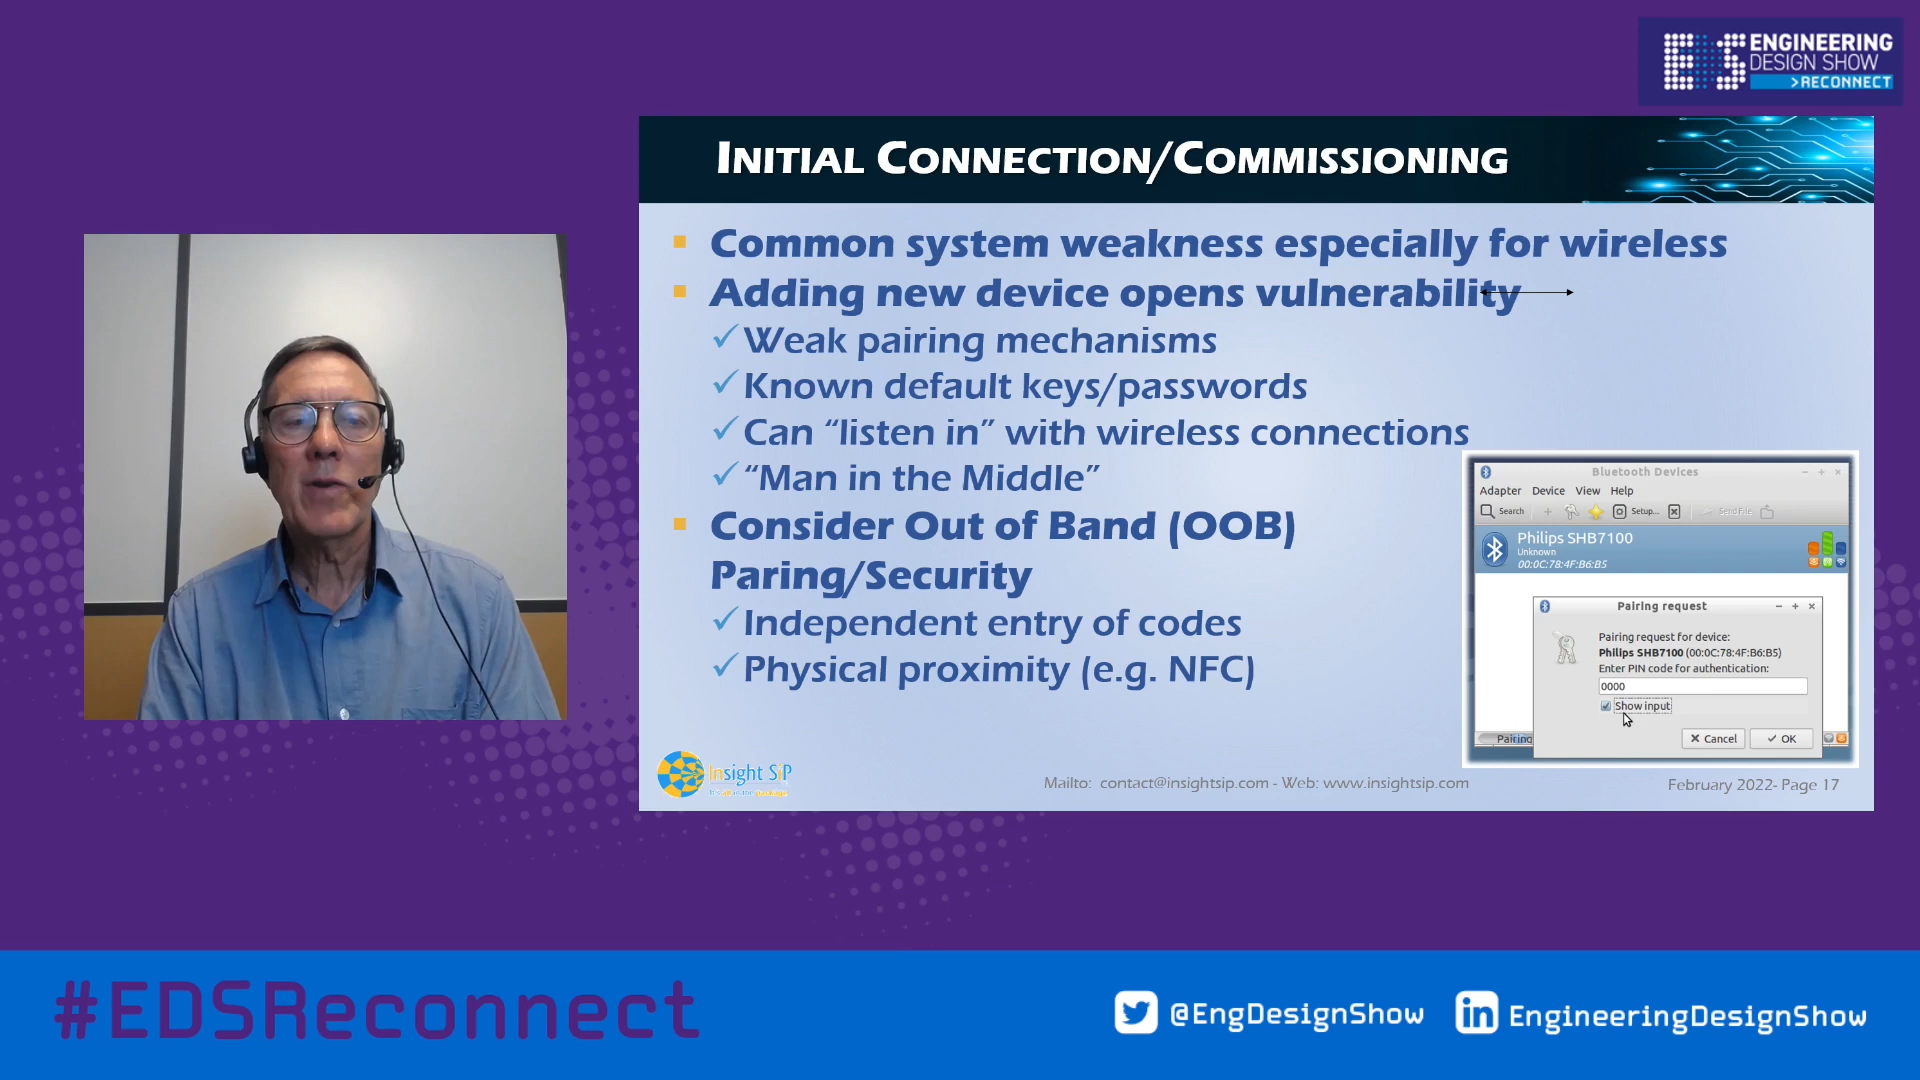 ENGINEERING
DESIGN SHOW
>RECONNECT
INITIAL CONNECTION/COMMISSIONING
Common system weakness especially for wireless
Adding new device opens vulnerability
Weak pairing mechanisms
Known default keys/passwords
Can “listen in” with wireless connections
“Man in the Middle”
Consider Out of Band (OOB)
Paring/Security
Independent entry of codes
Physical proximity (e.g. NFC)
Bluetooth Devices
Adapter Device View Help
Search Setup... Send File
Philips SHB7100
Unknown
00:0C:78:4F:B6:B5
Pairing request
Pairing request for device:
Philips SHB7100 (00:0C:78:4F:B6:B5)
Enter PIN code for authentication:
0000
Show input
Cancel OK
Pairing
Insight SiP
Mailto: contact@insightsip.com - Web: www.insightsip.com
February 2022- Page 17
#EDSReconnect
@EngDesignShow
in EngineeringDesignShow